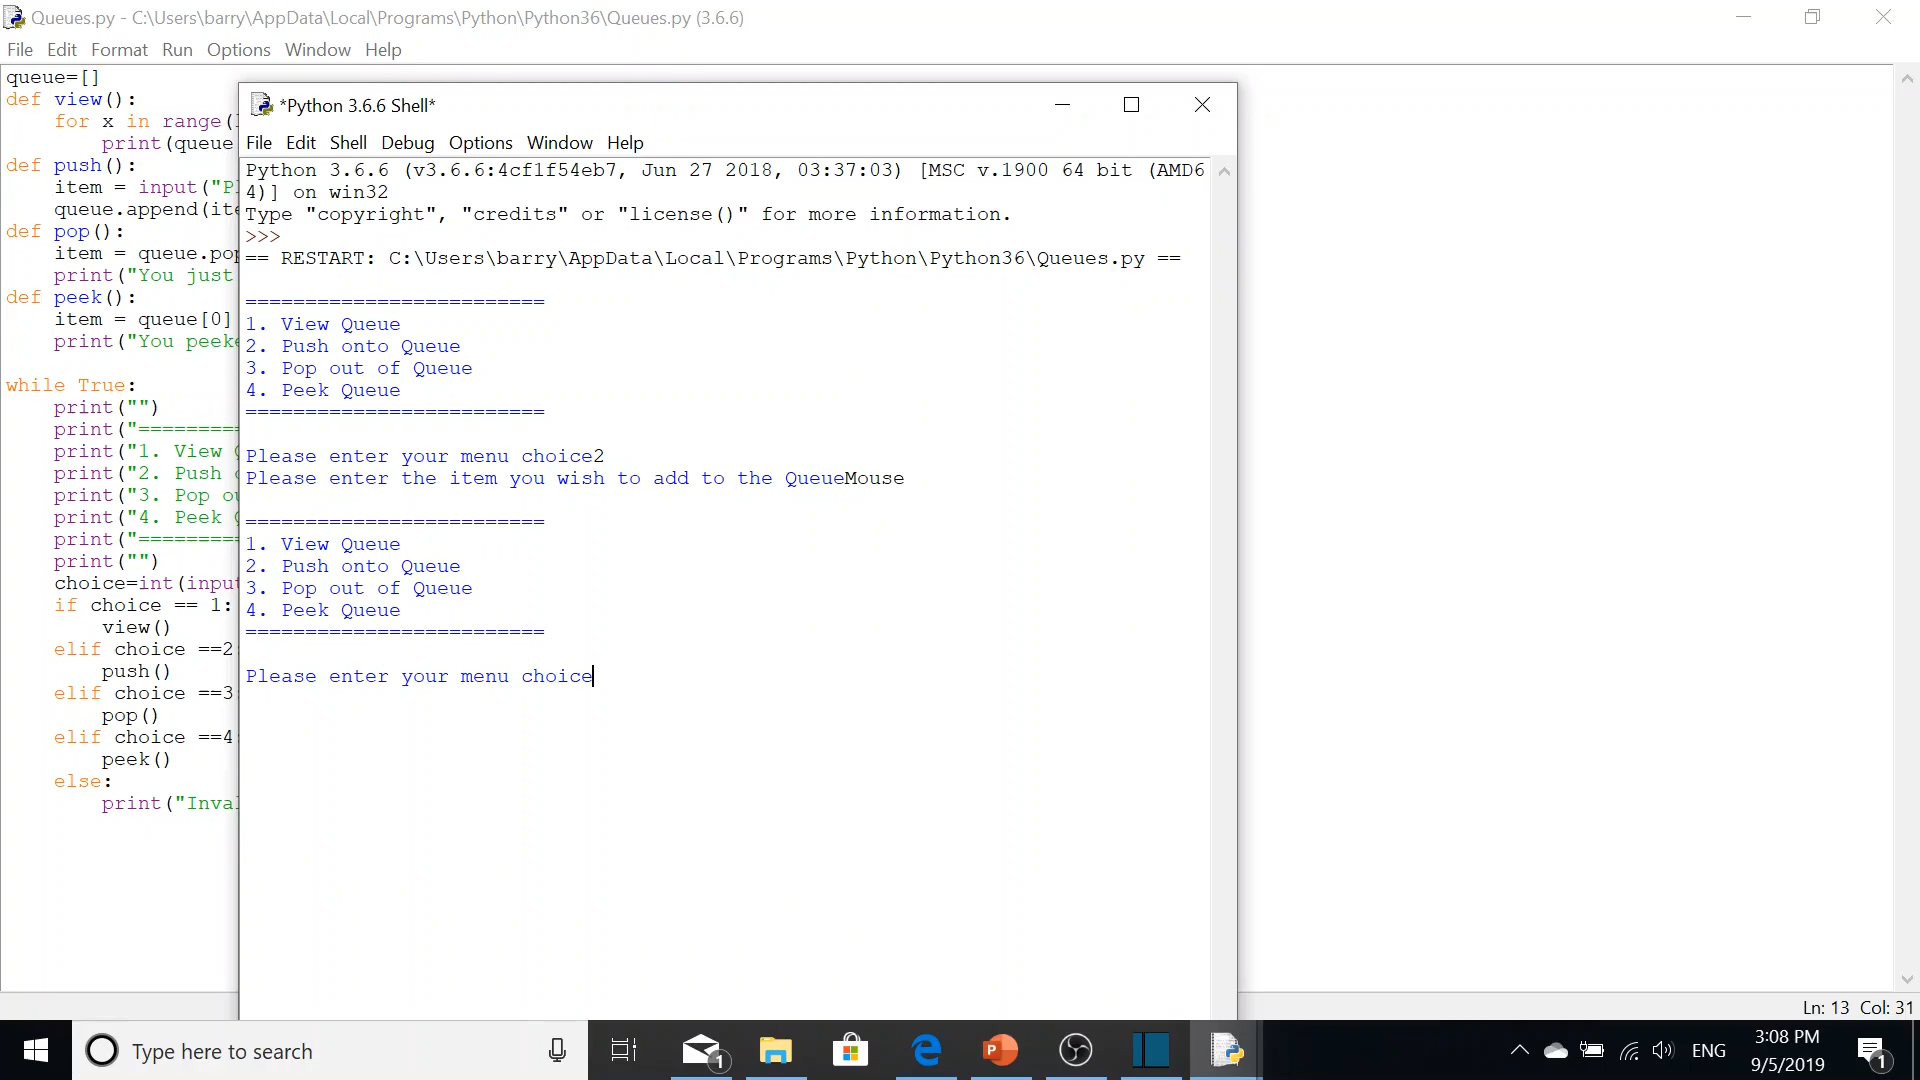 Queues.py - C:\Users\barry\AppData\Local\Programs\Python\Python36\Queues.py (3.6.6)
File Edit Format Run Options Window Help
queue=[]
def view():
for x in range(
print(queue
def push():
item = input("Pl
queue.append(ite
def pop():
item = queue.pop
print("You just
def peek():
item = queue[0]
print("You peeke
while True:
print("")
print("=========
print("1. View
print("2. Push
print("3. Pop ou
print("4. Peek
print("=========
print("")
choice=int(input
if choice == 1:
view()
elif choice ==2
push()
elif choice ==3
pop()
elif choice ==4
peek()
else:
print("Inval
*Python 3.6.6 Shell*
File Edit Shell Debug Options Window Help
Python 3.6.6 (v3.6.6:4cf1f54eb7, Jun 27 2018, 03:37:03) [MSC v.1900 64 bit (AMD6
4)] on win32
Type "copyright", "credits" or "license()" for more information.
>>>
== RESTART: C:\Users\barry\AppData\Local\Programs\Python\Python36\Queues.py ==
=========================
1. View Queue
2. Push onto Queue
3. Pop out of Queue
4. Peek Queue
=========================
Please enter your menu choice2
Please enter the item you wish to add to the QueueMouse
=========================
1. View Queue
2. Push onto Queue
3. Pop out of Queue
4. Peek Queue
=========================
Please enter your menu choice
Ln: 13 Col: 31
Type here to search
1
P
ENG
3:08 PM
9/5/2019
1